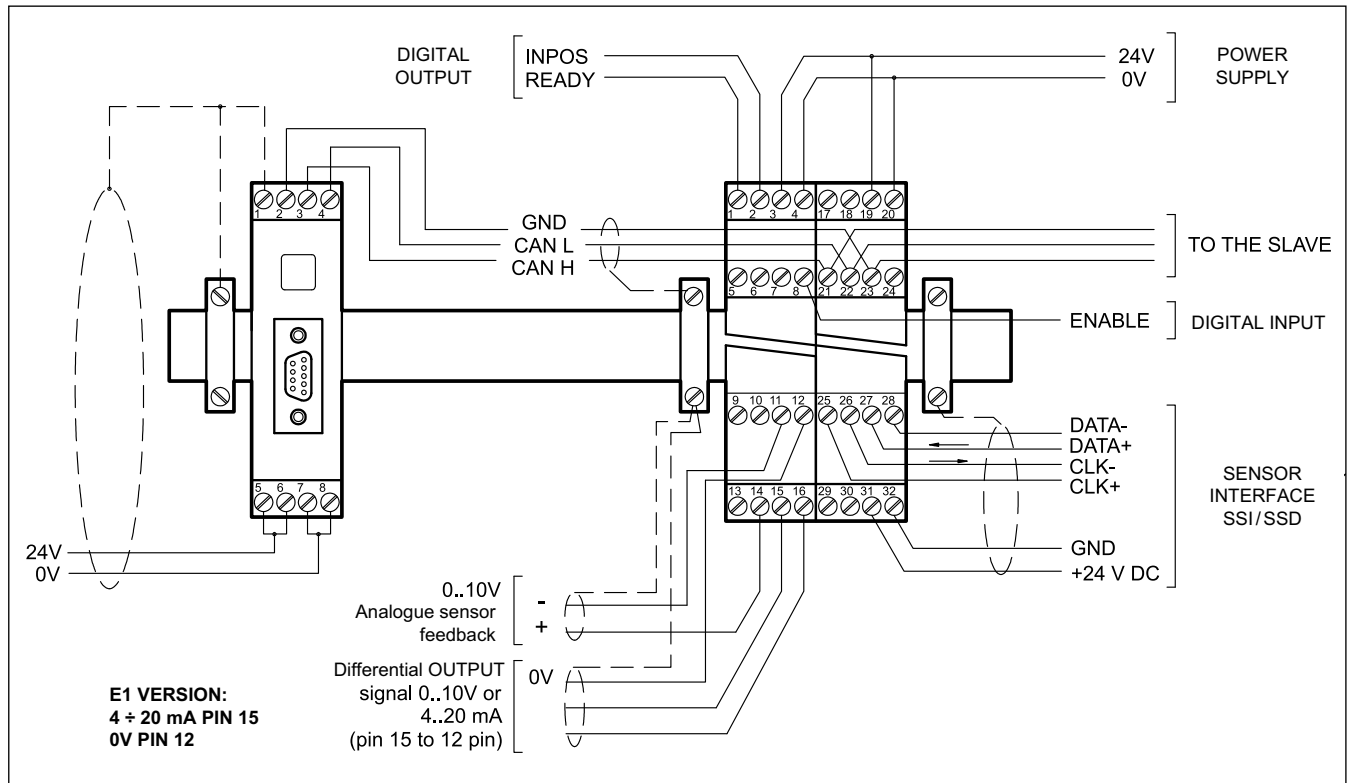 DIGITAL
OUTPUT
INPOS
READY
24V
0V
POWER
SUPPLY
1 2 3 4
1 2 3 4 17 18 19 20
GND
CAN L
CAN H
TO THE SLAVE
5 6 7 8 21 22 23 24
ENABLE
DIGITAL INPUT
9 10 11 12 25 26 27 28
DATA-
DATA+
CLK-
CLK+
SENSOR
INTERFACE
SSI/SSD
5 6 7 8
13 14 15 16 29 30 31 32
24V
0V
GND
+24 V DC
0..10V
Analogue sensor
feedback
-
+
Differential OUTPUT
signal 0..10V or
4..20 mA
(pin 15 to 12 pin)
0V
E1 VERSION:
4 ÷ 20 mA PIN 15
0V PIN 12